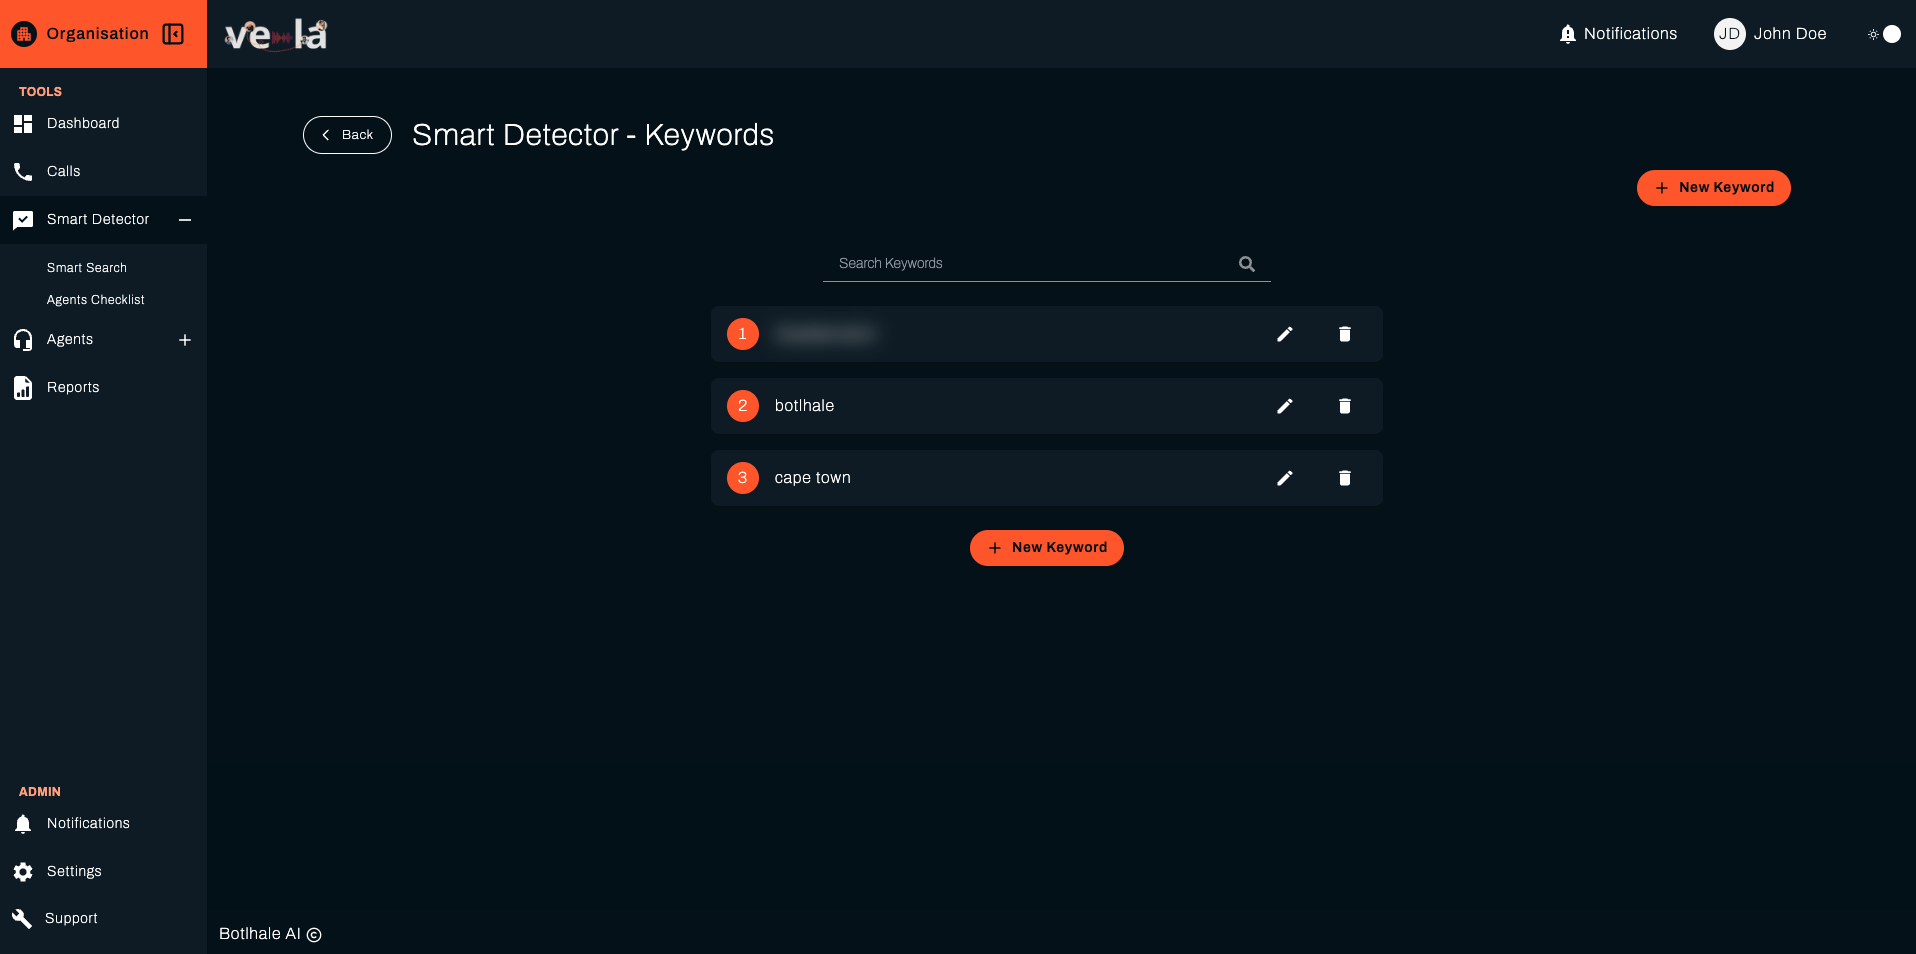 Organisation
vela
Notifications
JD John Doe
TOOLS
Dashboard
Calls
Smart Detector
Smart Search
Agents Checklist
Agents
Reports
ADMIN
Notifications
Settings
Support
Back
Smart Detector - Keywords
+ New Keyword
Search Keywords
1
2 botlhale
3 cape town
+ New Keyword
Botlhale AI ©